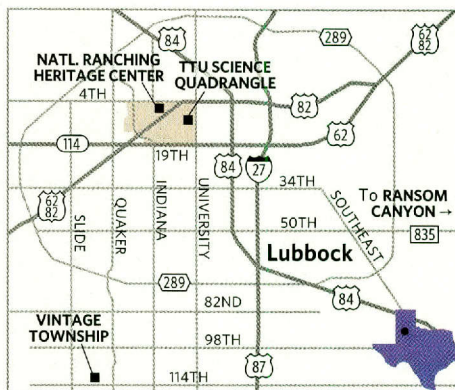 84
289
62
82
NATL. RANCHING
HERITAGE CENTER
TTU SCIENCE
QUADRANGLE
4TH
82
114
62
19TH
84
27
34TH
To RANSOM
CANYON →
62
82
SLIDE
QUAKER
INDIANA
UNIVERSITY
SOUTHEAST
50TH
835
Lubbock
289
84
82ND
VINTAGE
TOWNSHIP
98TH
87
114TH